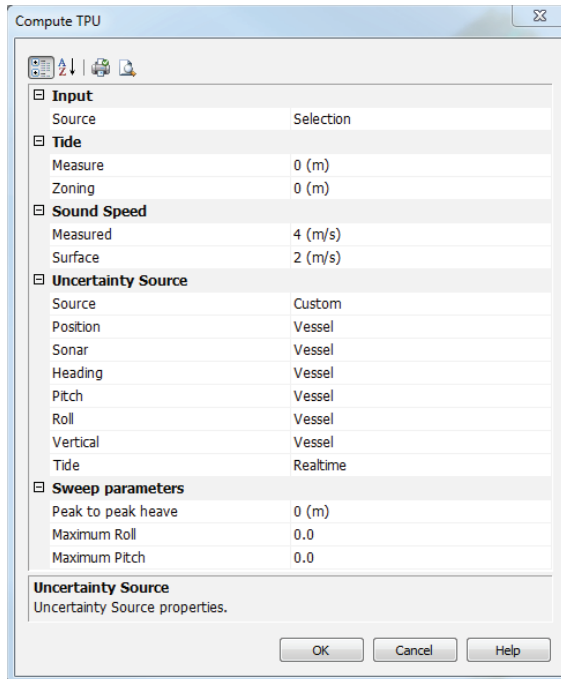 Compute TPU
Input
Source Selection
Tide
Measure 0 (m)
Zoning 0 (m)
Sound Speed
Measured 4 (m/s)
Surface 2 (m/s)
Uncertainty Source
Source Custom
Position Vessel
Sonar Vessel
Heading Vessel
Pitch Vessel
Roll Vessel
Vertical Vessel
Tide Realtime
Sweep parameters
Peak to peak heave 0 (m)
Maximum Roll 0.0
Maximum Pitch 0.0
Uncertainty Source
Uncertainty Source properties.
OK Cancel Help